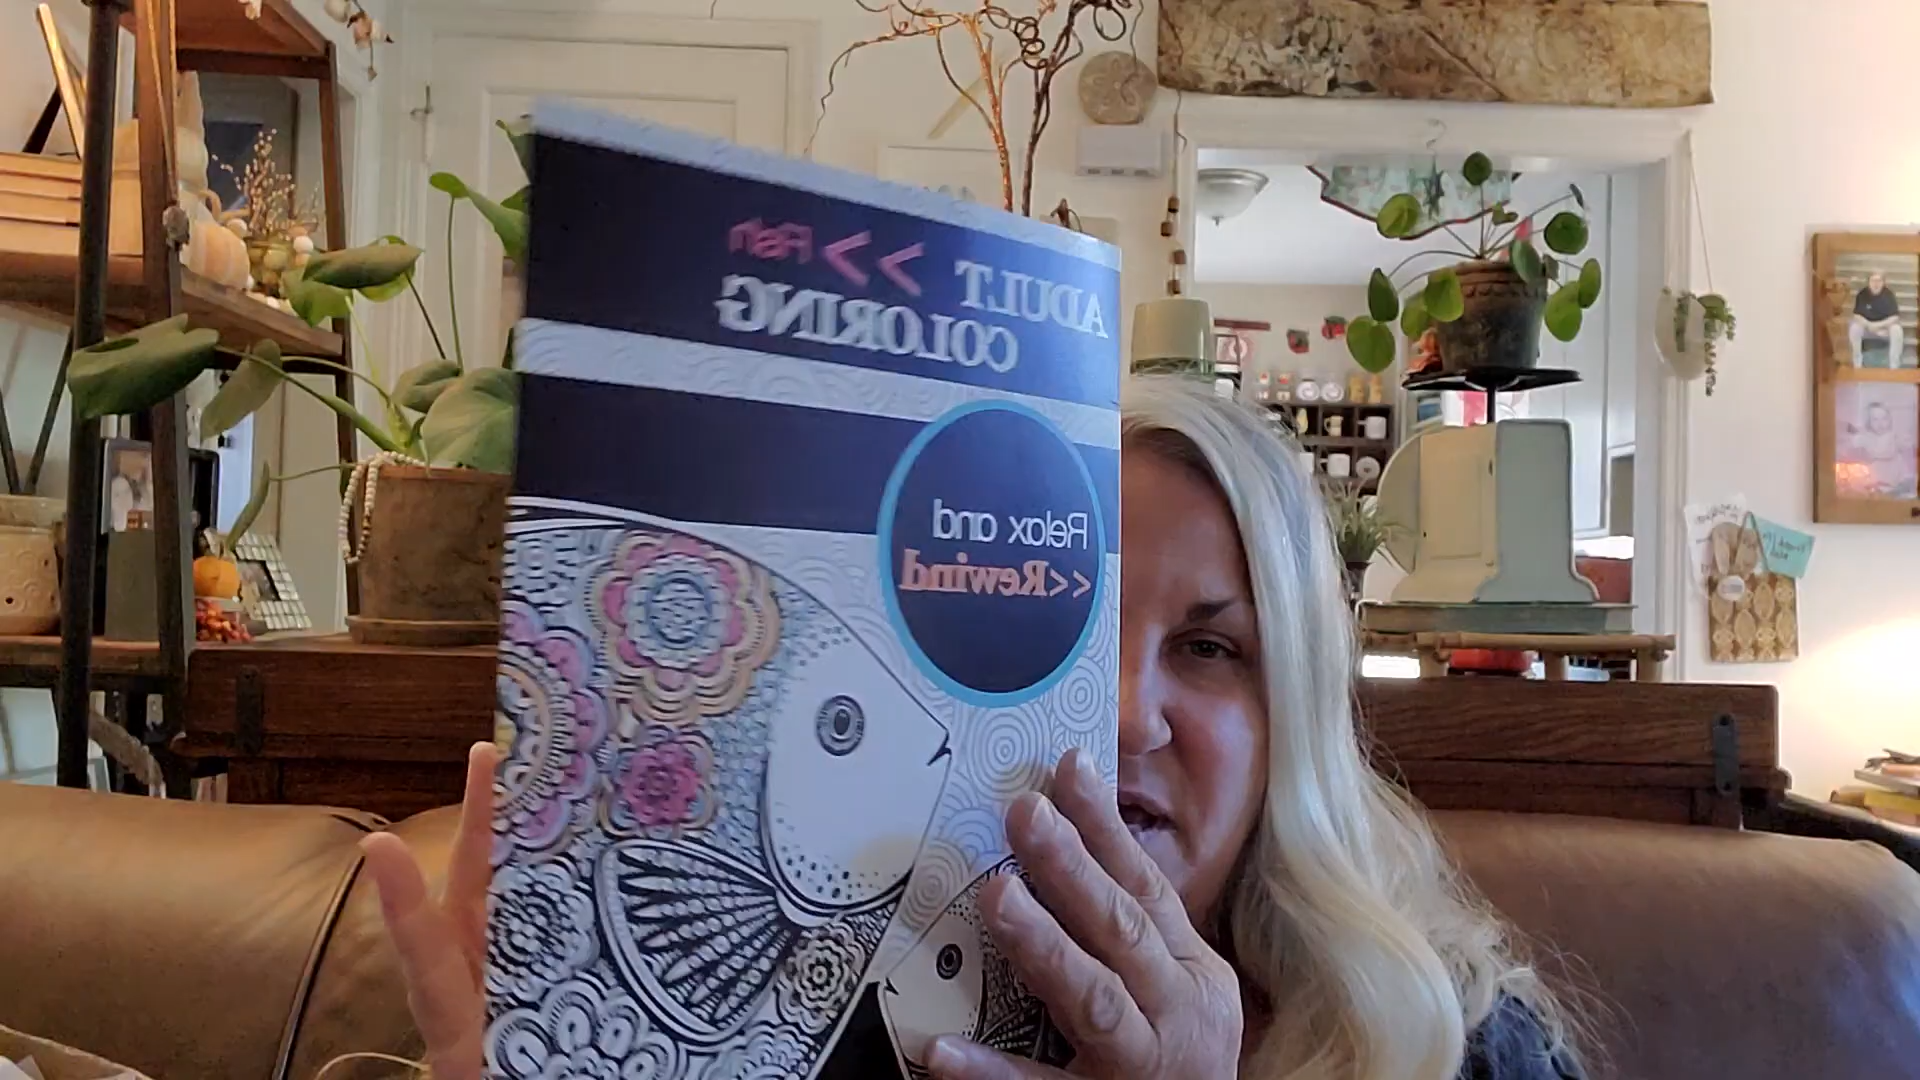 ADULT >> Fish
COLORING
Relax and
<<Rewind